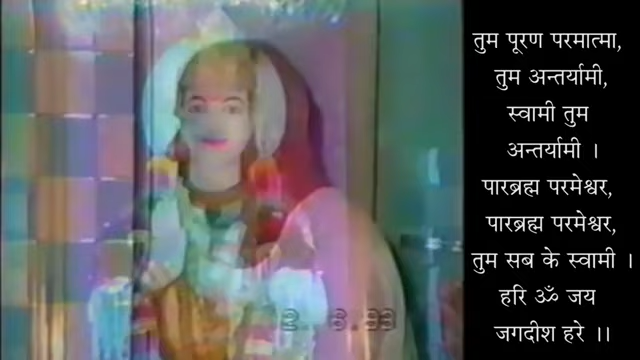 तुम पूरण परमात्मा,
तुम अन्तर्यामी,
स्वामी तुम
अन्तर्यामी ।
पारब्रह्म परमेश्वर,
पारब्रह्म परमेश्वर,
तुम सब के स्वामी ।
हरि ॐ जय
जगदीश हरे ।।